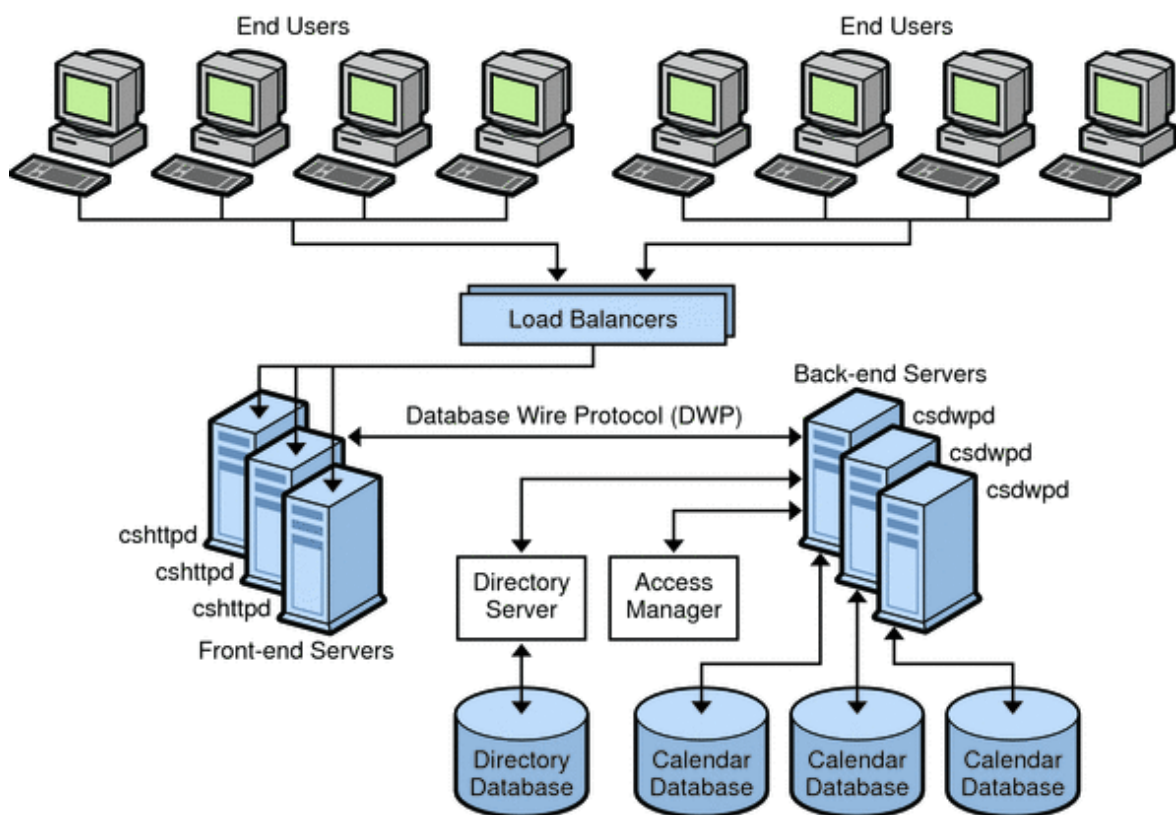 End Users
End Users
Load Balancers
Back-end Servers
Database Wire Protocol (DWP)
csdwpd
csdwpd
csdwpd
cshttpd
cshttpd
cshttpd
Front-end Servers
Directory
Server
Access
Manager
Directory
Database
Calendar
Database
Calendar
Database
Calendar
Database